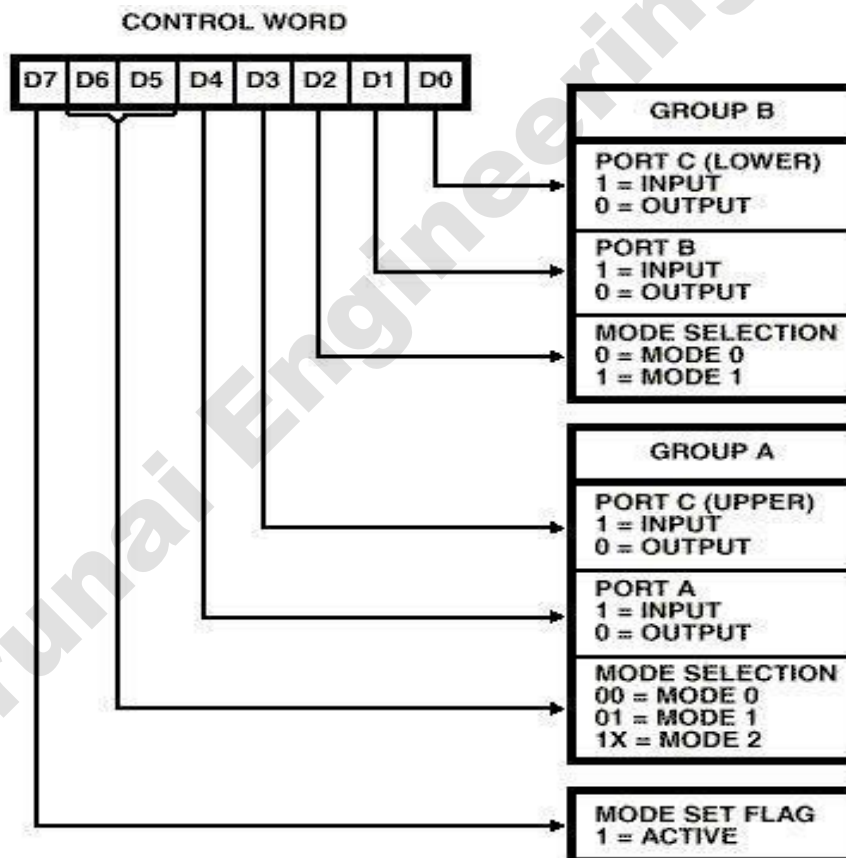 CONTROL WORD
D7 D6 D5 D4 D3 D2 D1 D0
GROUP B
PORT C (LOWER)
1 = INPUT
0 = OUTPUT
PORT B
1 = INPUT
0 = OUTPUT
MODE SELECTION
0 = MODE 0
1 = MODE 1
GROUP A
PORT C (UPPER)
1 = INPUT
0 = OUTPUT
PORT A
1 = INPUT
0 = OUTPUT
MODE SELECTION
00 = MODE 0
01 = MODE 1
1X = MODE 2
MODE SET FLAG
1 = ACTIVE
runai Engineering